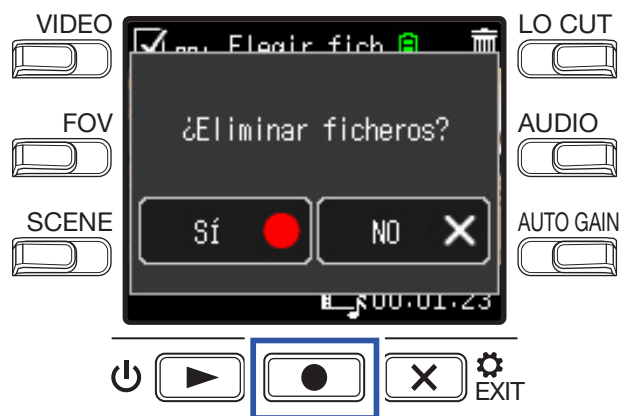 VIDEO
LO CUT
Elegir fich
FOV
¿Eliminar ficheros?
AUDIO
SCENE
Sí
NO
AUTO GAIN
00:01:23
EXIT